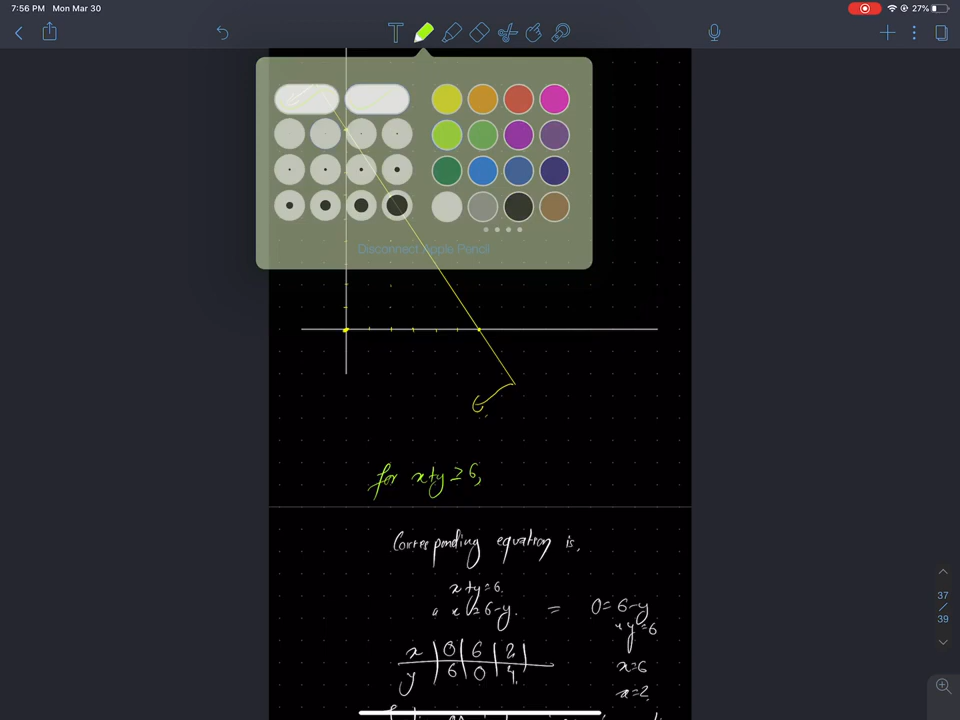 7:56 PM Mon Mar 30
27%
T
Disconnect Apple Pencil
for x+y ≥ 6,
Corresponding equation is,
x+y=6.
x = 6-y. = 0=6-y
y=6
x | 0 | 6 | 2 |
y | 6 | 0 | 4
x=6
x=2
37
/
39